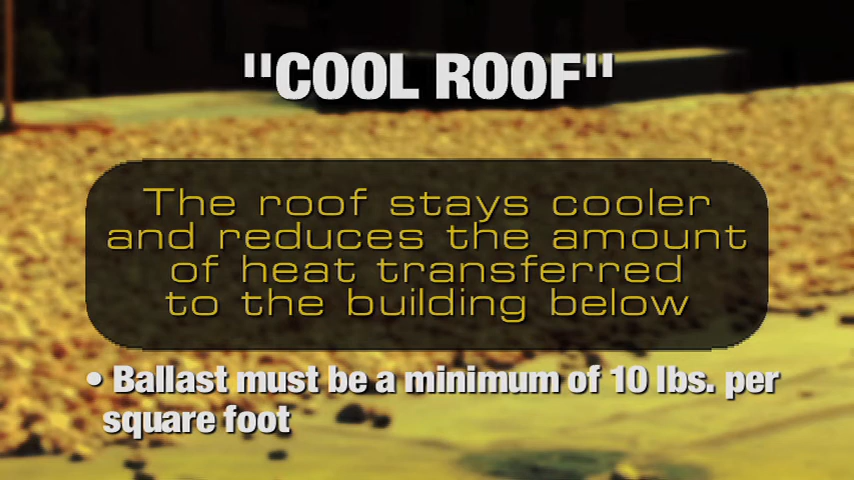 "COOL ROOF"
The roof stays cooler
and reduces the amount
of heat transferred
to the building below
• Ballast must be a minimum of 10 lbs. per
square foot